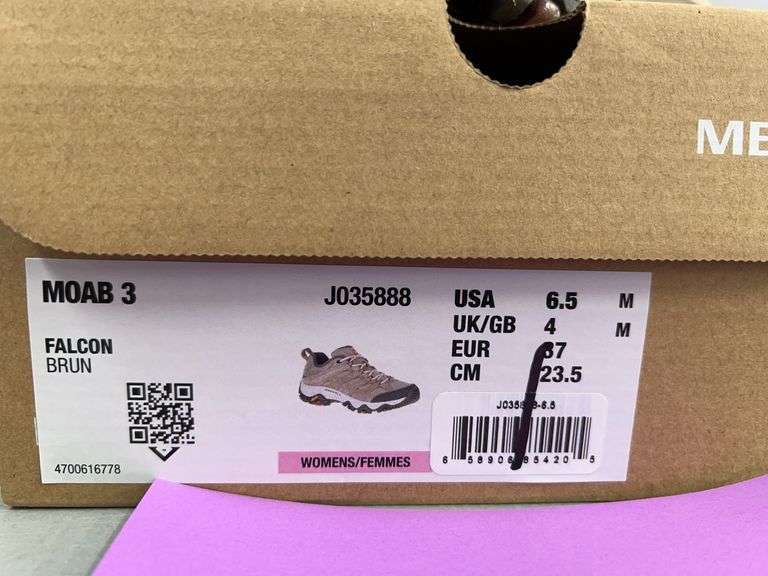 ME
MOAB 3 J035888
FALCON
BRUN
4700616778
WOMENS/FEMMES
USA 6.5 M
UK/GB 4 M
EUR 37
CM 23.5